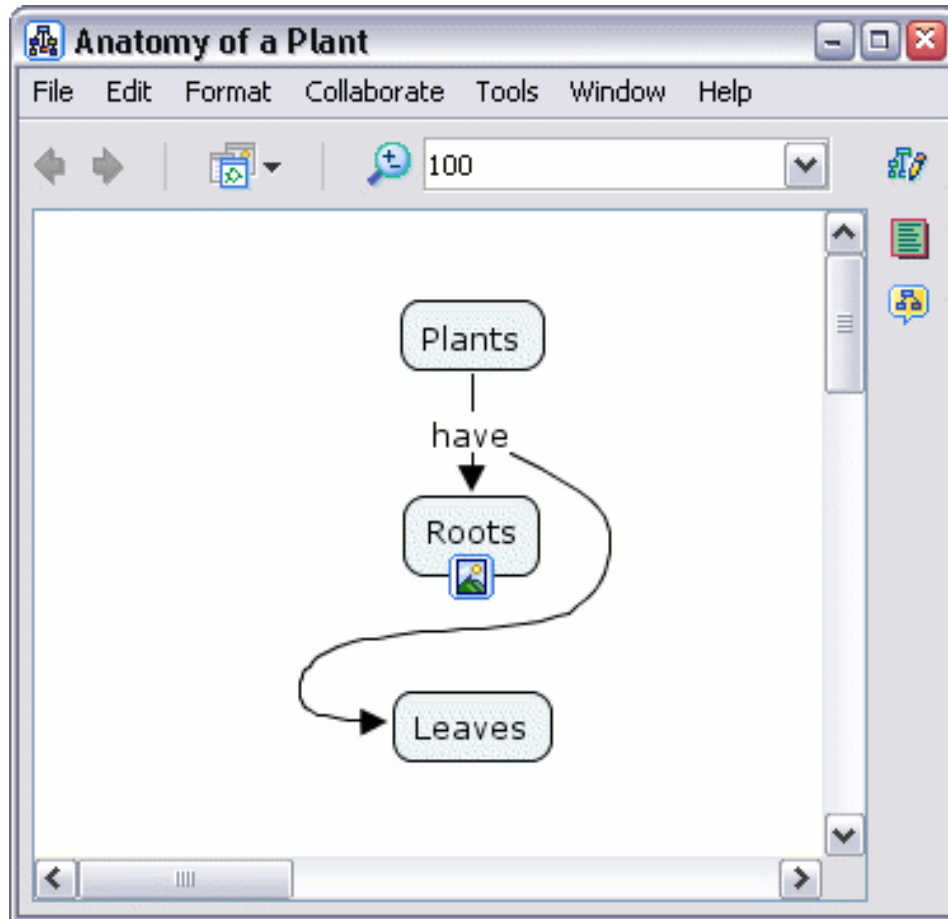 Anatomy of a Plant
File Edit Format Collaborate Tools Window Help
100
Plants
have
Roots
Leaves